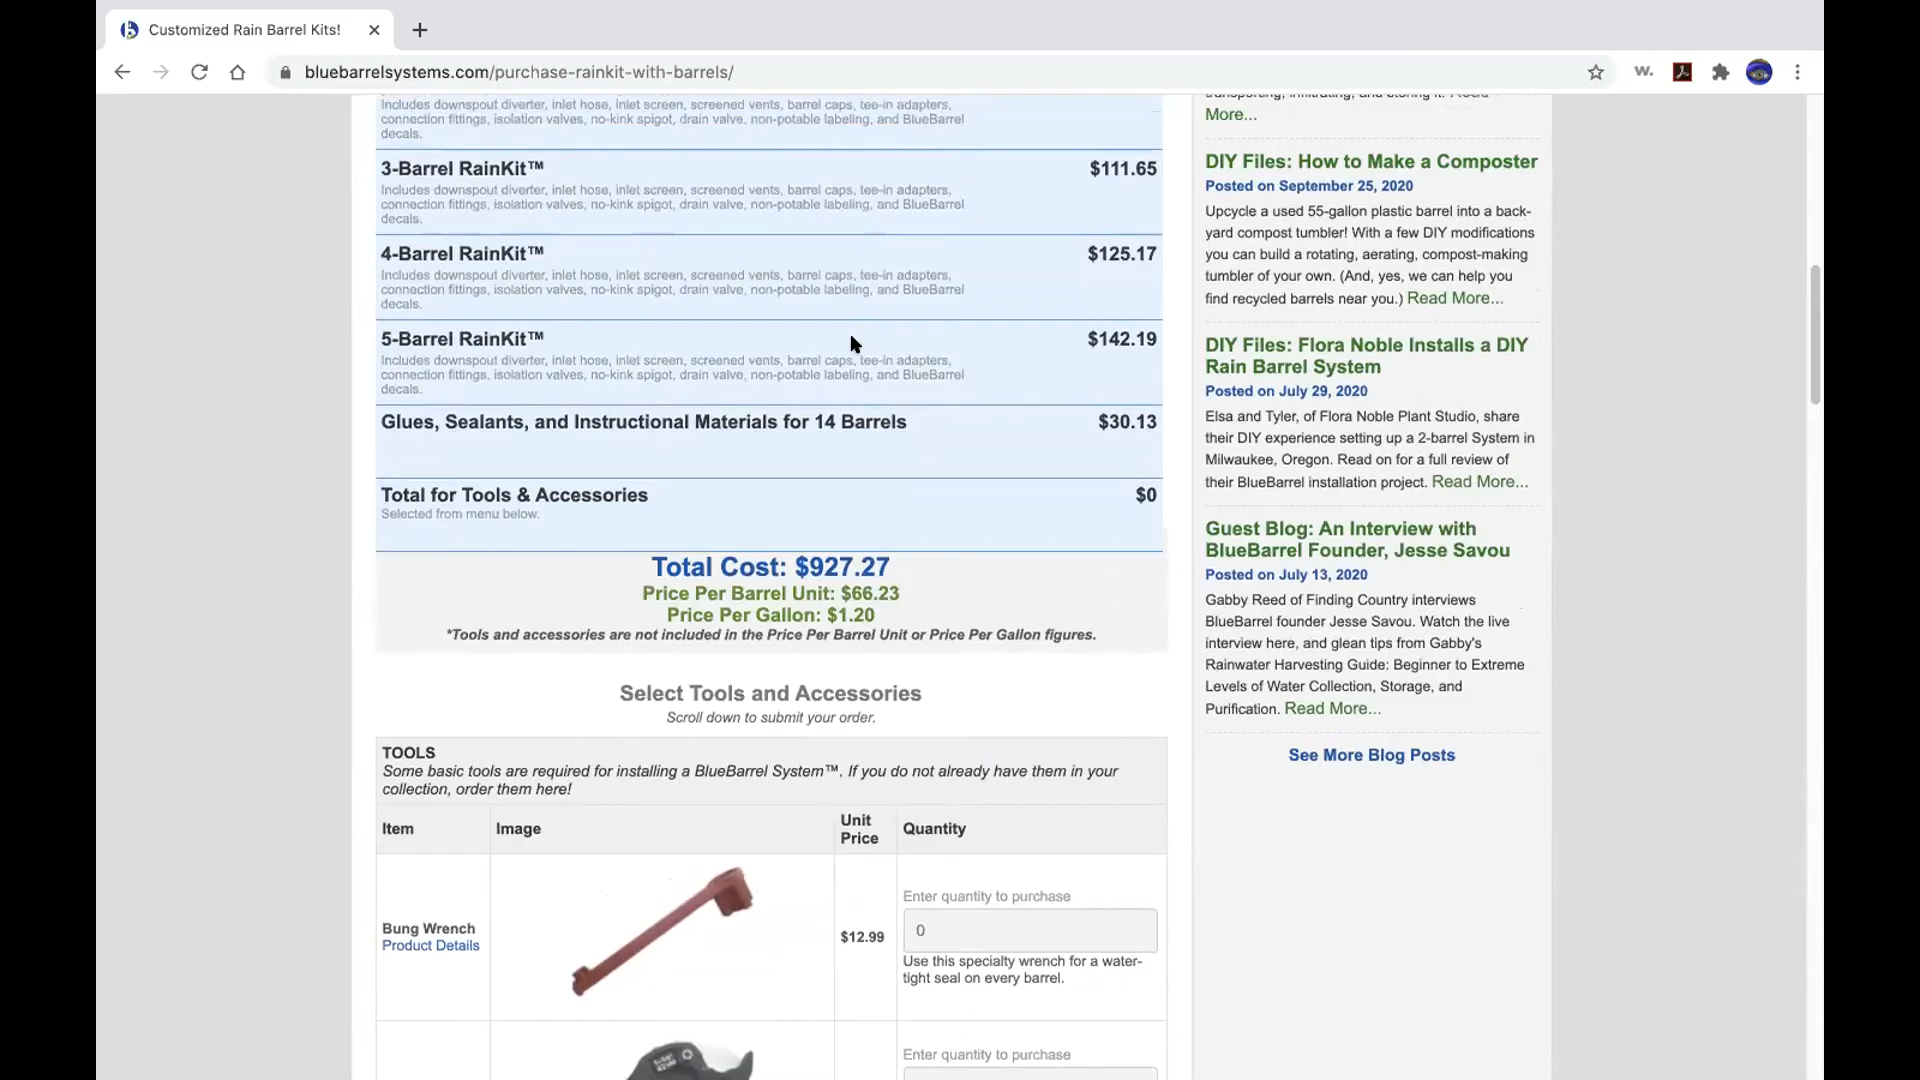 Customized Rain Barrel Kits!
bluebarrelsystems.com/purchase-rainkit-with-barrels/
W.
Includes downspout diverter, inlet hose, inlet screen, screened vents, barrel caps, tee-in adapters,
connection fittings, isolation valves, no-kink spigot, drain valve, non-potable labeling, and BlueBarrel
decals.
3-Barrel RainKit™ $111.65
Includes downspout diverter, inlet hose, inlet screen, screened vents, barrel caps, tee-in adapters,
connection fittings, isolation valves, no-kink spigot, drain valve, non-potable labeling, and BlueBarrel
decals.
4-Barrel RainKit™ $125.17
Includes downspout diverter, inlet hose, inlet screen, screened vents, barrel caps, tee-in adapters,
connection fittings, isolation valves, no-kink spigot, drain valve, non-potable labeling, and BlueBarrel
decals.
5-Barrel RainKit™ $142.19
Includes downspout diverter, inlet hose, inlet screen, screened vents, barrel caps, tee-in adapters,
connection fittings, isolation valves, no-kink spigot, drain valve, non-potable labeling, and BlueBarrel
decals.
Glues, Sealants, and Instructional Materials for 14 Barrels $30.13
Total for Tools & Accessories $0
Selected from menu below.
Total Cost: $927.27
Price Per Barrel Unit: $66.23
Price Per Gallon: $1.20
*Tools and accessories are not included in the Price Per Barrel Unit or Price Per Gallon figures.
Select Tools and Accessories
Scroll down to submit your order.
TOOLS
Some basic tools are required for installing a BlueBarrel System™. If you do not already have them in your
collection, order them here!
Item Image Unit Price Quantity
Bung Wrench
Product Details
$12.99
Enter quantity to purchase
0
Use this specialty wrench for a water-
tight seal on every barrel.
Enter quantity to purchase
transporting, infiltrating, and storing it. Read
More...
DIY Files: How to Make a Composter
Posted on September 25, 2020
Upcycle a used 55-gallon plastic barrel into a back-
yard compost tumbler! With a few DIY modifications
you can build a rotating, aerating, compost-making
tumbler of your own. (And, yes, we can help you
find recycled barrels near you.) Read More...
DIY Files: Flora Noble Installs a DIY
Rain Barrel System
Posted on July 29, 2020
Elsa and Tyler, of Flora Noble Plant Studio, share
their DIY experience setting up a 2-barrel System in
Milwaukee, Oregon. Read on for a full review of
their BlueBarrel installation project. Read More...
Guest Blog: An Interview with
BlueBarrel Founder, Jesse Savou
Posted on July 13, 2020
Gabby Reed of Finding Country interviews
BlueBarrel founder Jesse Savou. Watch the live
interview here, and glean tips from Gabby's
Rainwater Harvesting Guide: Beginner to Extreme
Levels of Water Collection, Storage, and
Purification. Read More...
See More Blog Posts